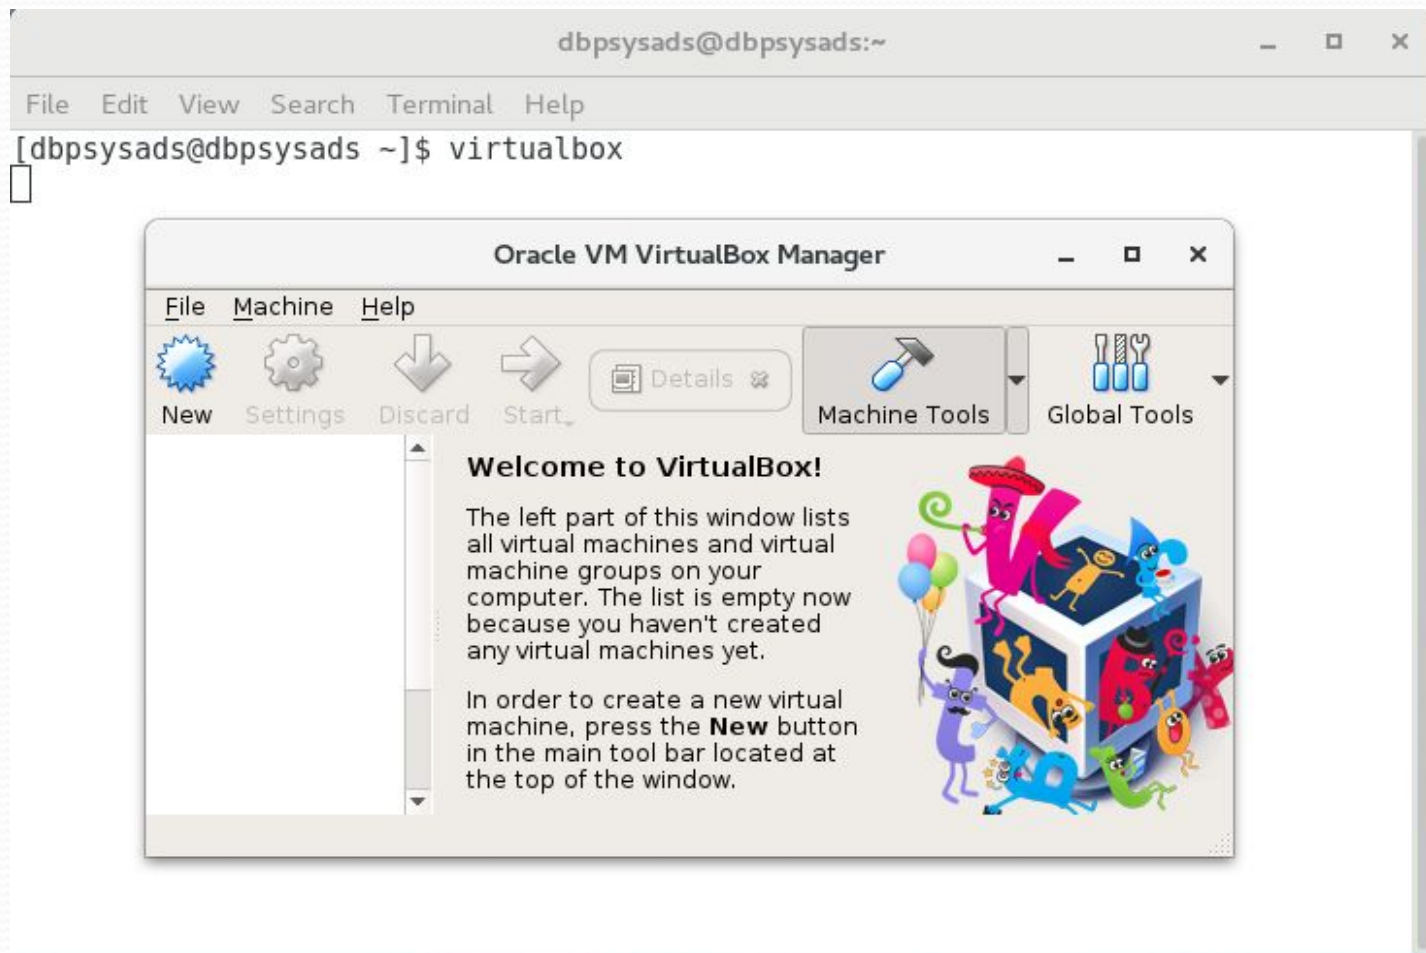 dbpsysads@dbpsysads:~
File Edit View Search Terminal Help
[dbpsysads@dbpsysads ~]$ virtualbox
Oracle VM VirtualBox Manager
File Machine Help
New Settings Discard Start Details Machine Tools Global Tools
Welcome to VirtualBox!
The left part of this window lists
all virtual machines and virtual
machine groups on your
computer. The list is empty now
because you haven't created
any virtual machines yet.
In order to create a new virtual
machine, press the New button
in the main tool bar located at
the top of the window.